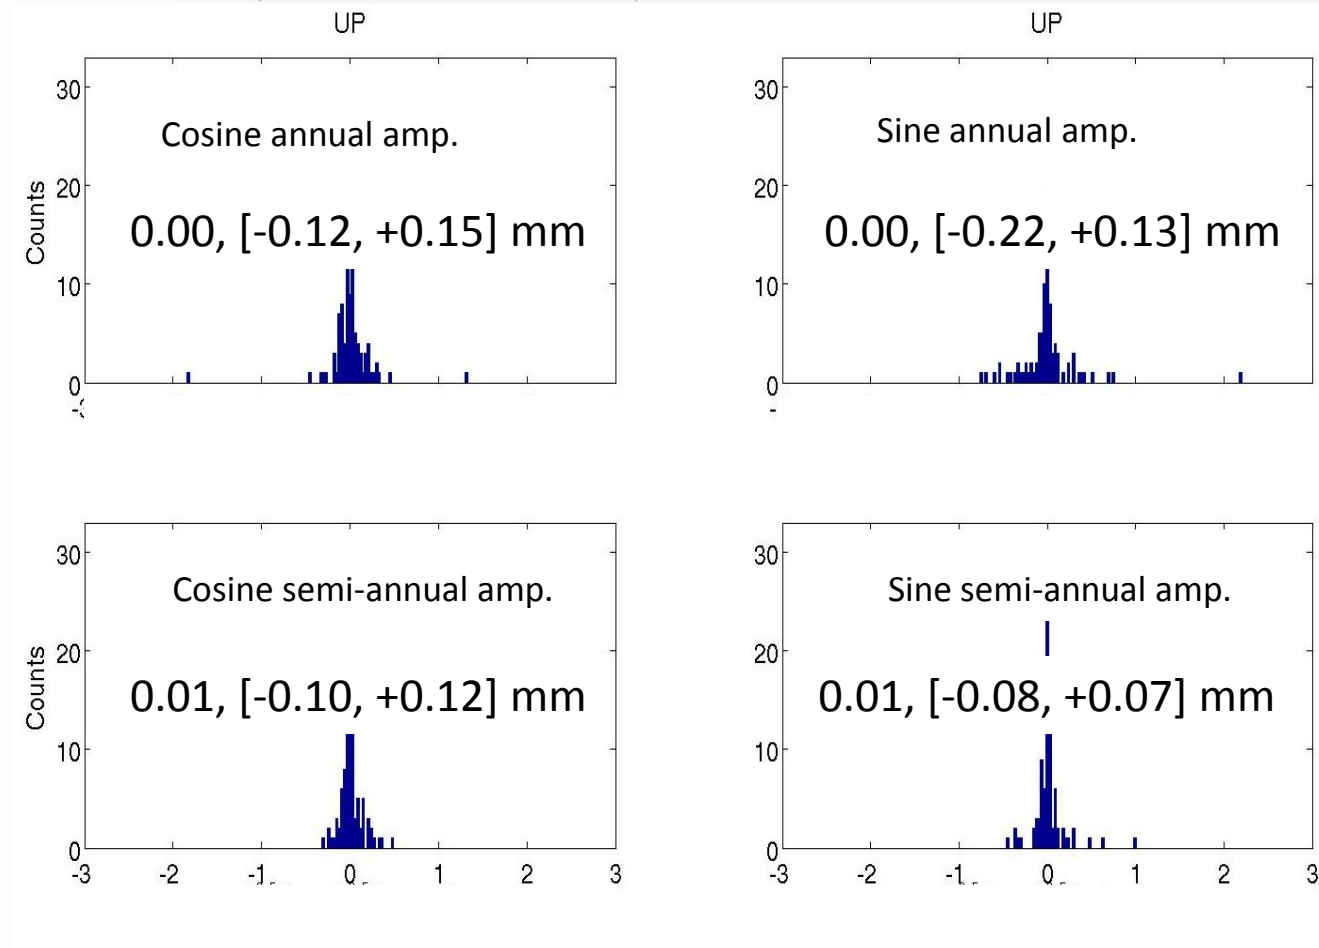 UP
UP
30
Cosine annual amp.
20
0.00, [-0.12, +0.15] mm
Counts
10
0
30
Sine annual amp.
20
0.00, [-0.22, +0.13] mm
10
0
-
30
Cosine semi-annual amp.
20
0.01, [-0.10, +0.12] mm
Counts
10
0
-3 -2 -1 0 1 2 3
30
Sine semi-annual amp.
20
0.01, [-0.08, +0.07] mm
10
0
-3 -2 -1 0 1 2 3